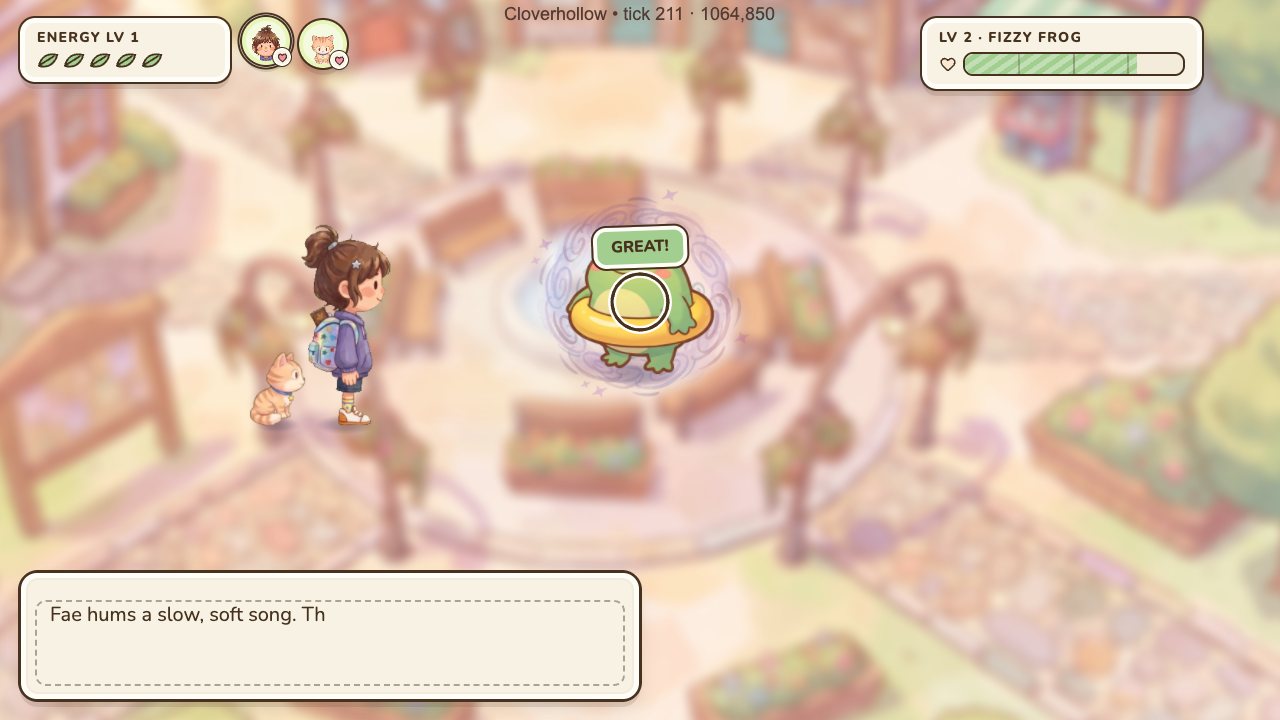 Cloverhollow • tick 211 · 1064,850
ENERGY LV 1
LV 2 · FIZZY FROG
GREAT!
Fae hums a slow, soft song. Th